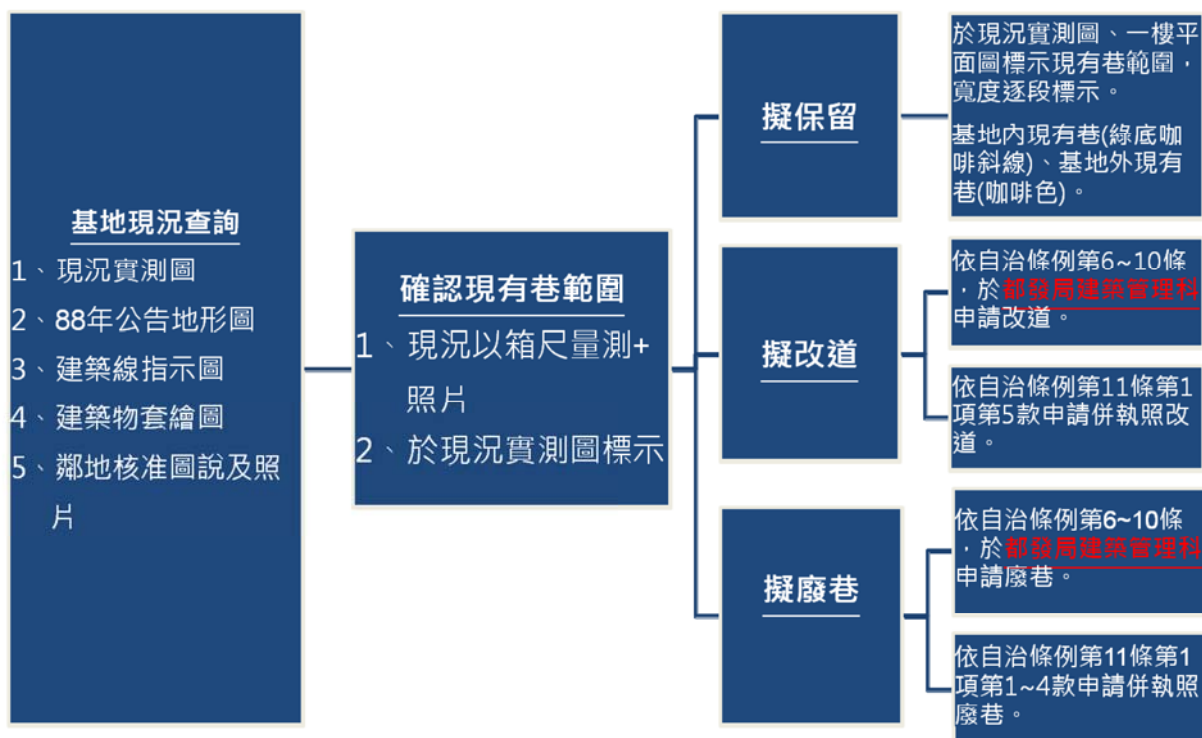 基地現況查詢
1、現況實測圖
2、88年公告地形圖
3、建築線指示圖
4、建築物套繪圖
5、鄰地核准圖說及照
片
確認現有巷範圍
1、現況以箱尺量測+
照片
2、於現況實測圖標示
擬保留
於現況實測圖、一樓平
面圖標示現有巷範圍，
寬度逐段標示。
基地內現有巷(綠底咖
啡斜線)、基地外現有
巷(咖啡色)。
擬改道
依自治條例第6~10條
，於都發局建築管理科
申請改道。
依自治條例第11條第1
項第5款申請併執照改
道。
擬廢巷
依自治條例第6~10條
，於都發局建築管理科
申請廢巷。
依自治條例第11條第1
項第1~4款申請併執照
廢巷。